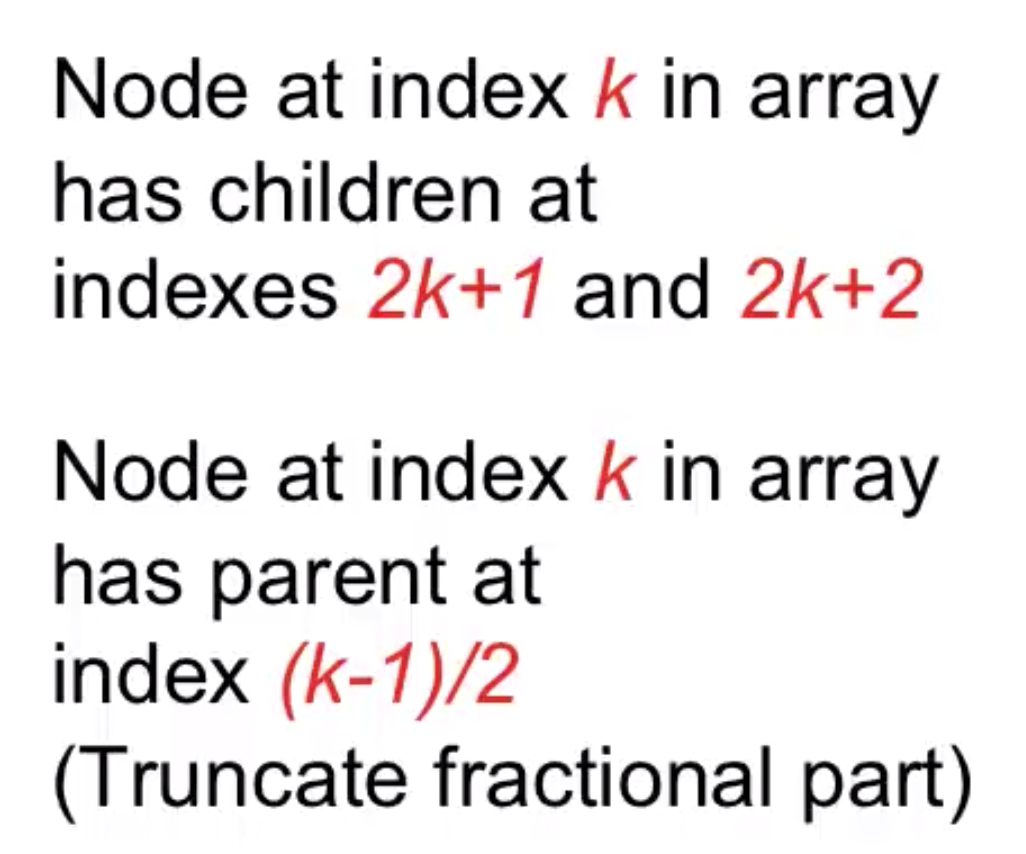 Node at index k in array
has children at
indexes 2k+1 and 2k+2
Node at index k in array
has parent at
index (k-1)/2
(Truncate fractional part)